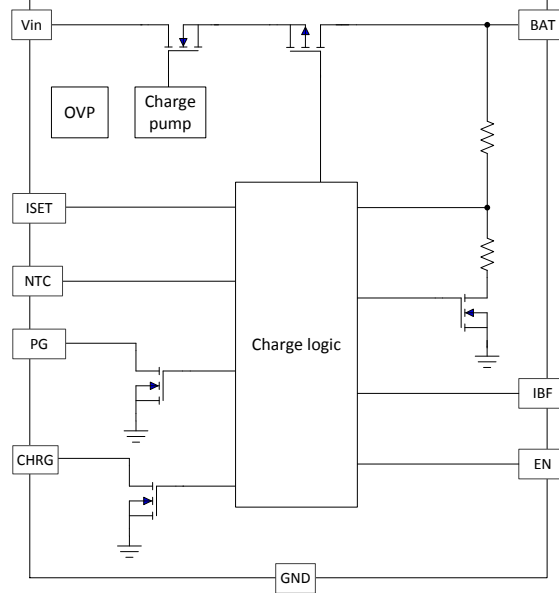 Vin
BAT
OVP
Charge
pump
ISET
NTC
PG
Charge logic
IBF
CHRG
EN
GND